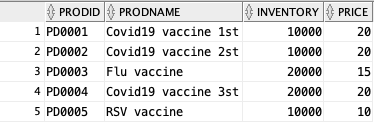 PRODID PRODNAME INVENTORY PRICE
1 PD0001 Covid19 vaccine 1st 10000 20
2 PD0002 Covid19 vaccine 2st 10000 20
3 PD0003 Flu vaccine 20000 15
4 PD0004 Covid19 vaccine 3st 20000 20
5 PD0005 RSV vaccine 10000 10